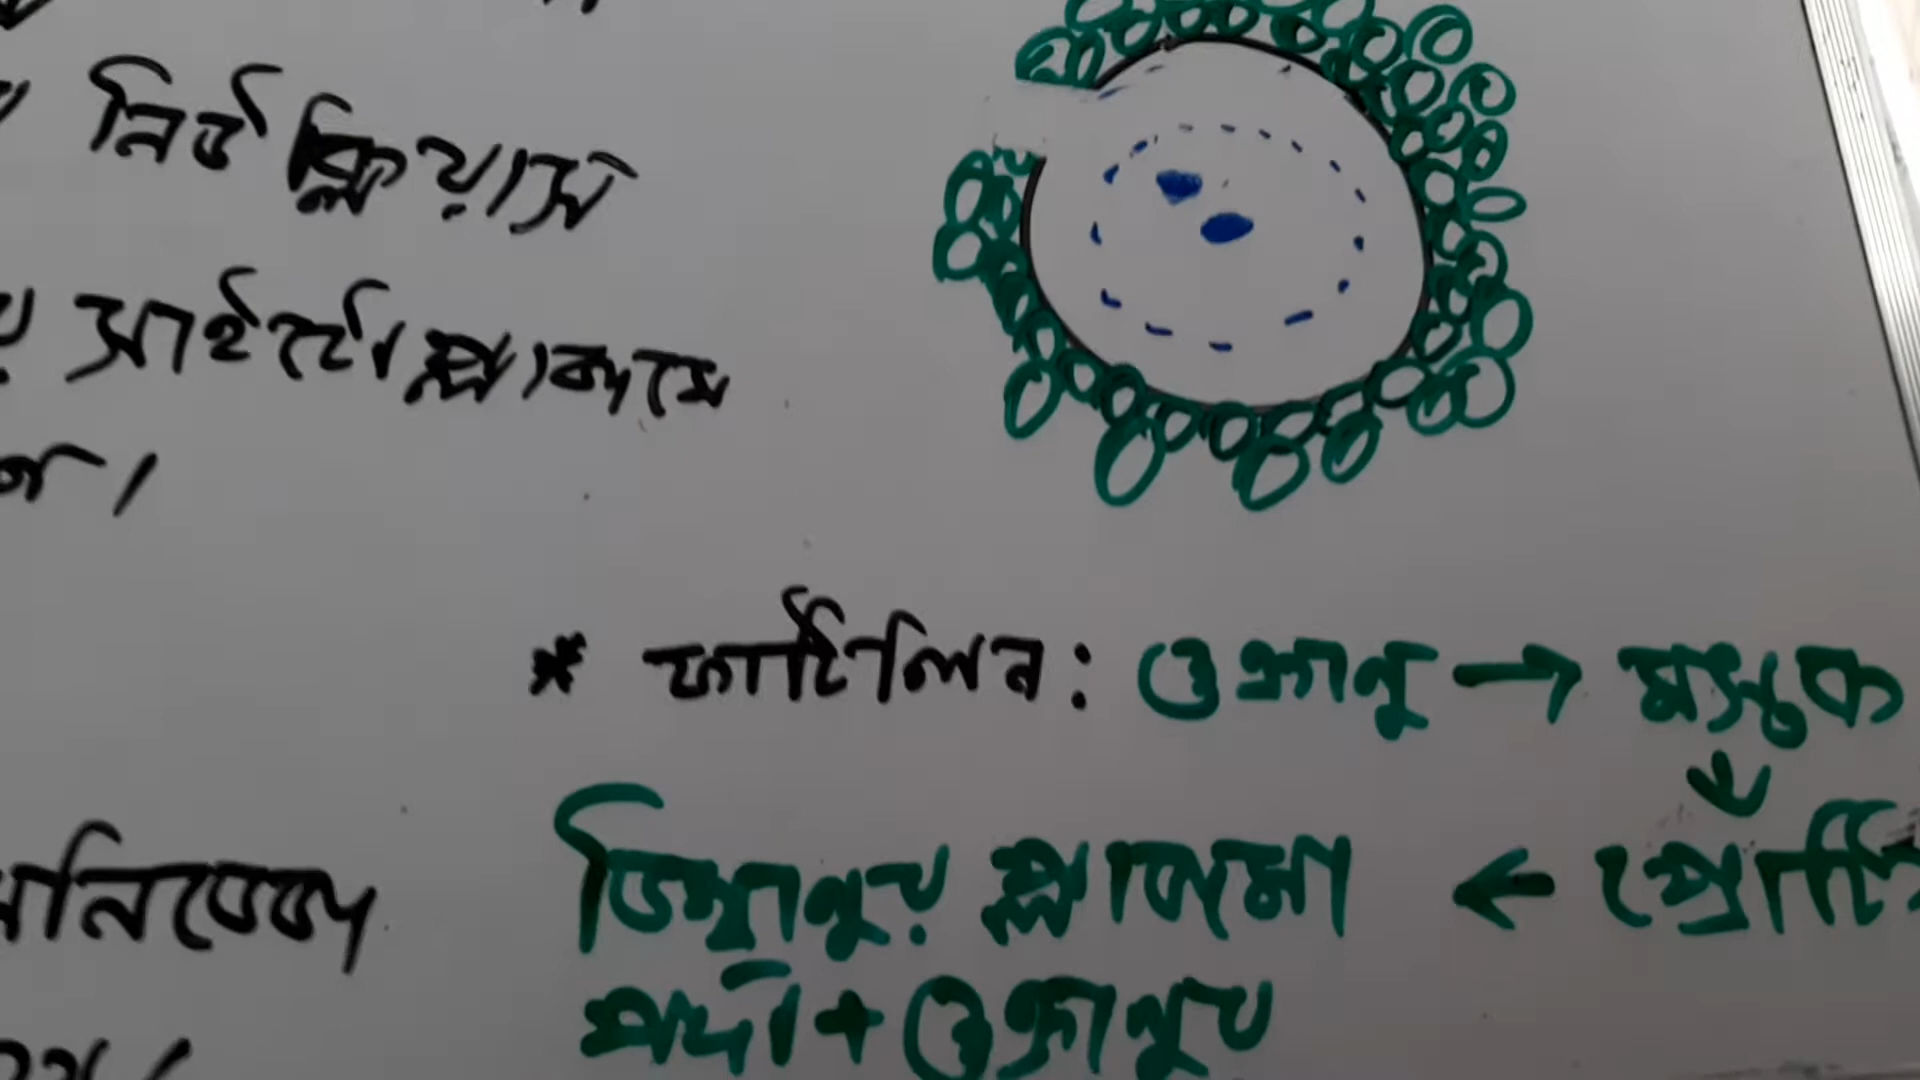 নিউক্লিয়াস
সাইটোপ্লাজমে
* ফার্টিলিন: শুক্রানু → মস্তক
↓
ডিম্বানুর প্লাজমা ←
পর্দা + শুক্রানুর